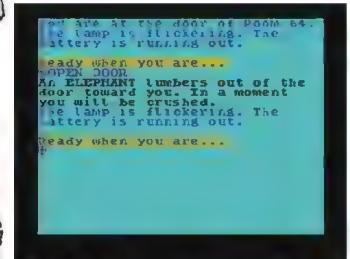 You are at the door of Room 64.
The lamp is flickering. The
battery is running out.
Ready when you are...
OPEN DOOR
An ELEPHANT lumbers out of the
door toward you. In a moment
you will be crushed.
The lamp is flickering. The
battery is running out.
Ready when you are...